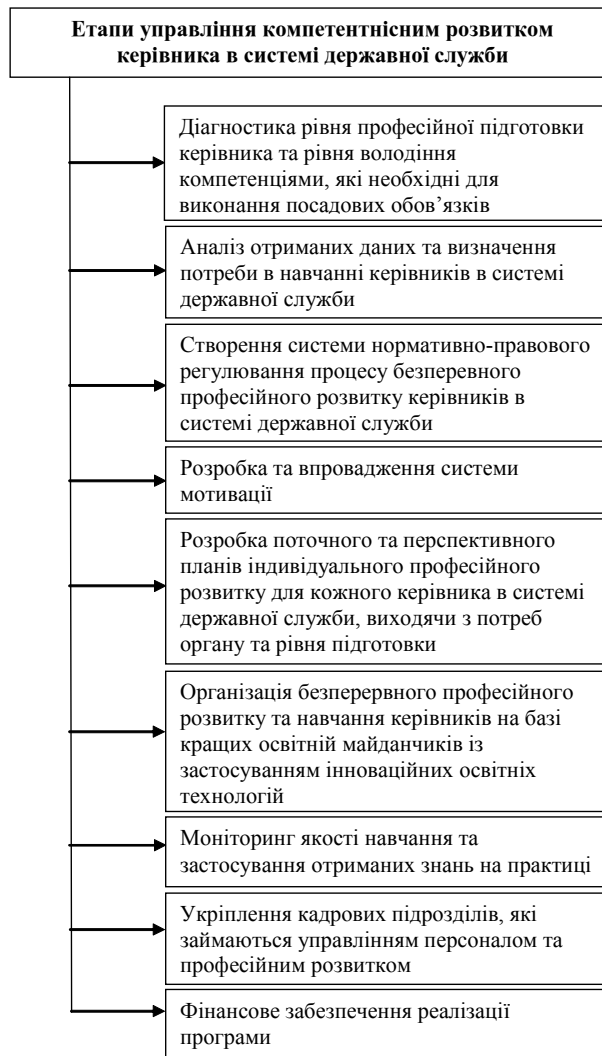 Етапи управління компетентнісним розвитком
керівника в системі державної служби
Діагностика рівня професійної підготовки
керівника та рівня володіння
компетенціями, які необхідні для
виконання посадових обов’язків
Аналіз отриманих даних та визначення
потреби в навчанні керівників в системі
державної служби
Створення системи нормативно-правового
регулювання процесу безперевного
професійного розвитку керівників в
системі державної служби
Розробка та впровадження системи
мотивації
Розробка поточного та перспективного
планів індивідуального професійного
розвитку для кожного керівника в системі
державної служби, виходячи з потреб
органу та рівня підготовки
Організація безперервного професійного
розвитку та навчання керівників на базі
кращих освітній майданчиків із
застосуванням інноваційних освітніх
технологій
Моніторинг якості навчання та
застосування отриманих знань на практиці
Укріплення кадрових підрозділів, які
займаються управлінням персоналом та
професійним розвитком
Фінансове забезпечення реалізації
програми